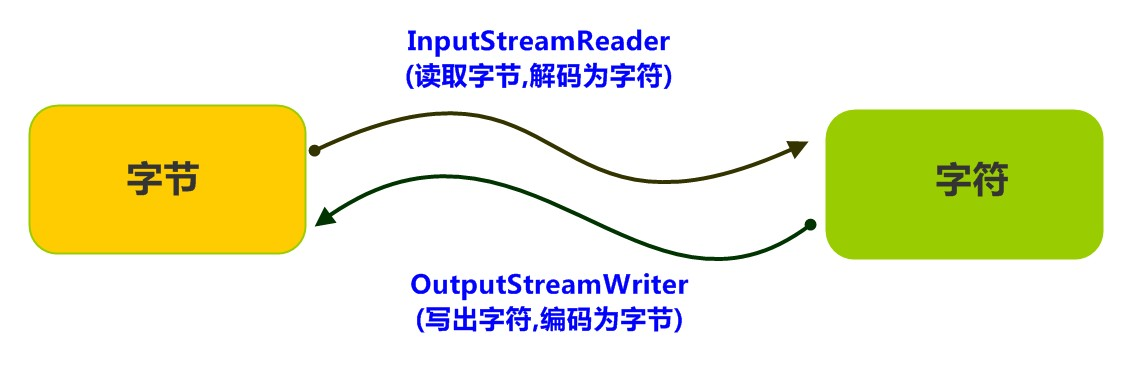 InputStreamReader
(读取字节,解码为字符)
字节
字符
OutputStreamWriter
(写出字符,编码为字节)